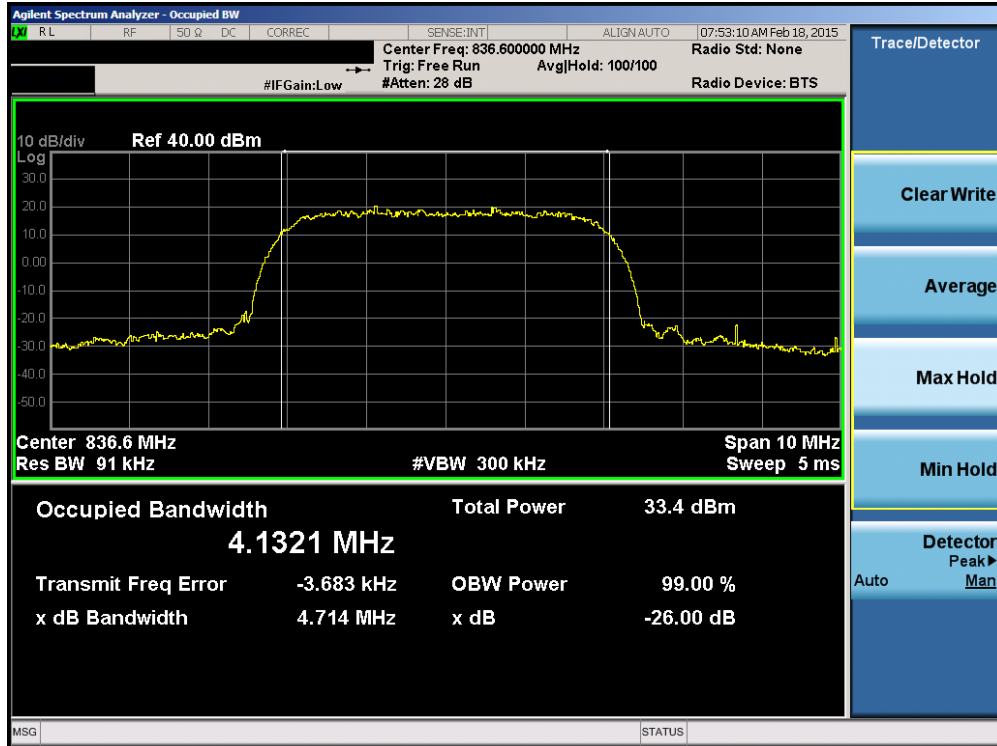 Agilent Spectrum Analyzer - Occupied BW
LXI RL RF 50 Ω DC CORREC SENSE:INT ALIGN AUTO 07:53:10 AM Feb 18, 2015
Center Freq: 836.600000 MHz Radio Std: None
Trig: Free Run Avg|Hold: 100/100
#IFGain:Low #Atten: 28 dB Radio Device: BTS
10 dB/div Ref 40.00 dBm
Log
30.0
20.0
10.0
0.00
-10.0
-20.0
-30.0
-40.0
-50.0
Center 836.6 MHz Span 10 MHz
Res BW 91 kHz #VBW 300 kHz Sweep 5 ms
Occupied Bandwidth Total Power 33.4 dBm
4.1321 MHz
Transmit Freq Error -3.683 kHz OBW Power 99.00 %
x dB Bandwidth 4.714 MHz x dB -26.00 dB
MSG STATUS
Trace/Detector
Clear Write
Average
Max Hold
Min Hold
Detector
Peak▶
Auto Man